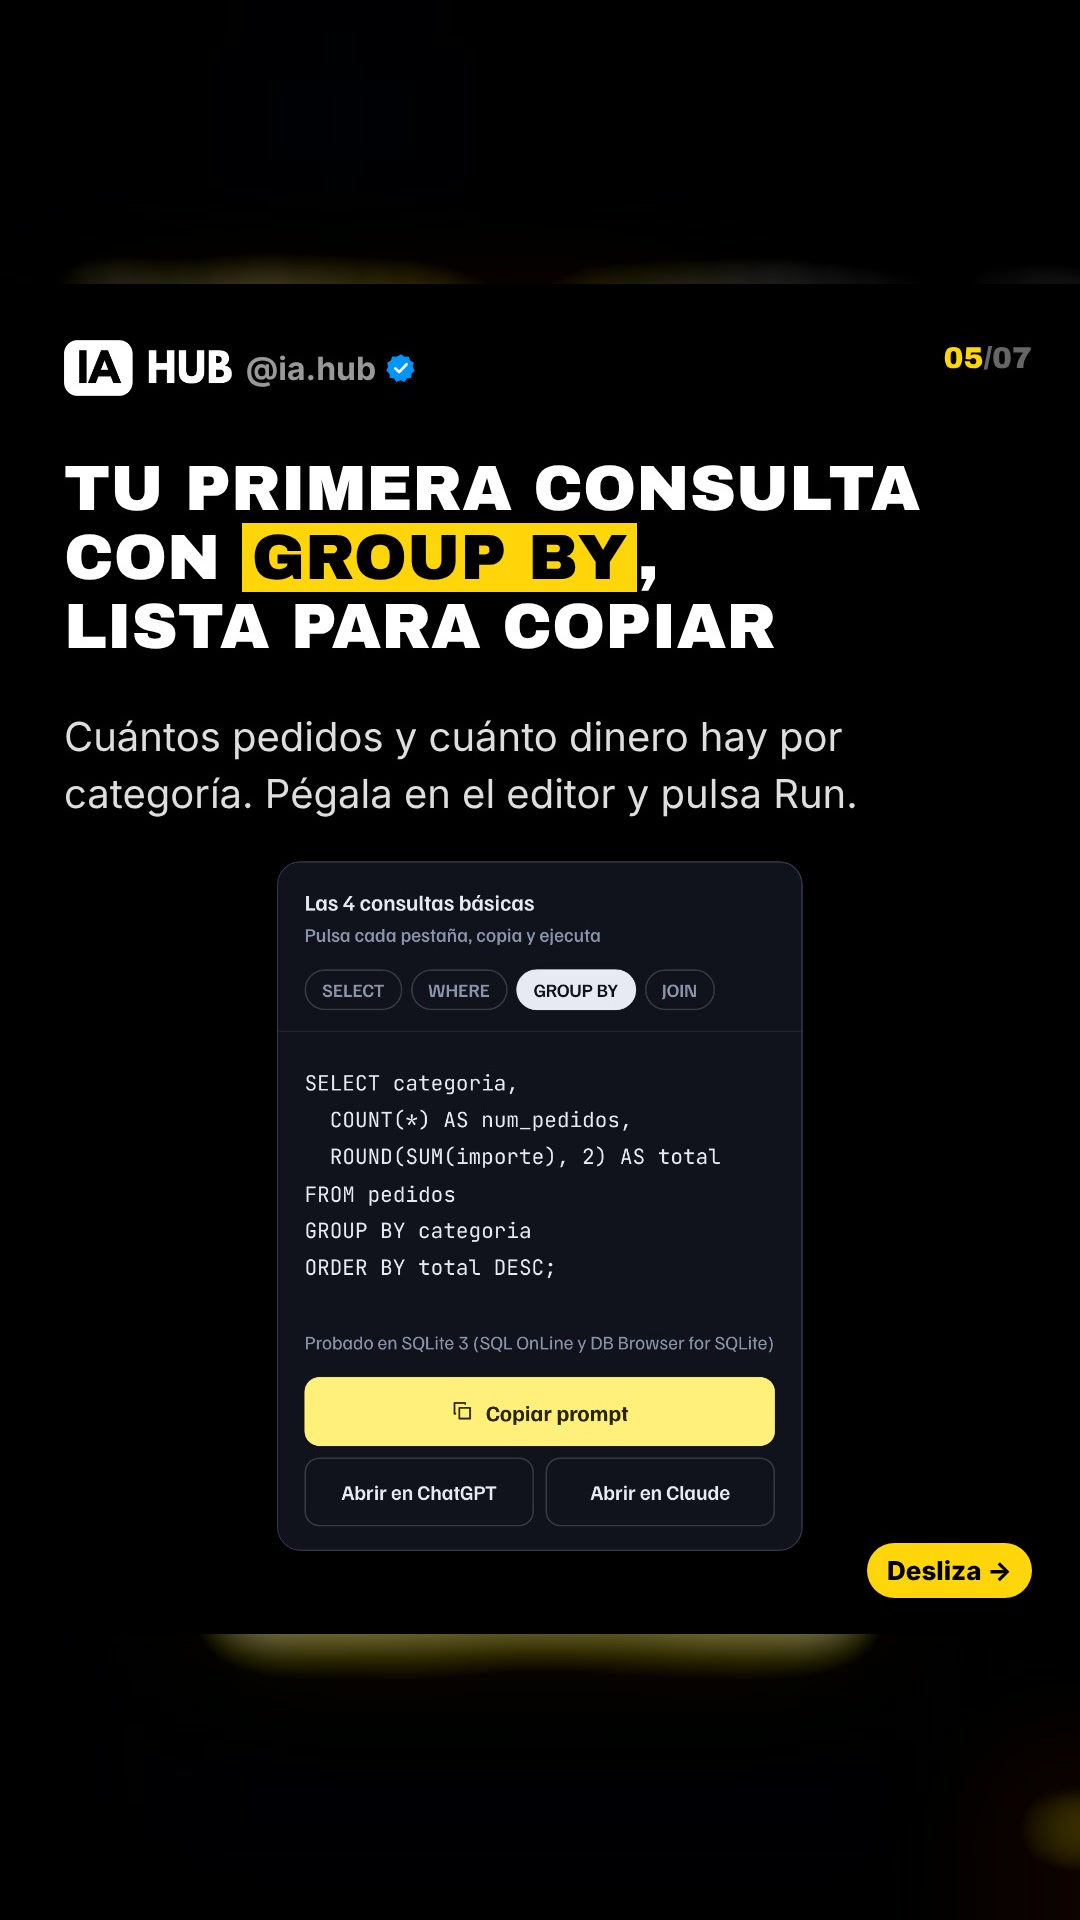 IA HUB @ia.hub
05/07
TU PRIMERA CONSULTA
CON GROUP BY,
LISTA PARA COPIAR
Cuántos pedidos y cuánto dinero hay por
categoría. Pégala en el editor y pulsa Run.
Las 4 consultas básicas
Pulsa cada pestaña, copia y ejecuta
SELECT WHERE GROUP BY JOIN
SELECT categoria,
  COUNT(*) AS num_pedidos,
  ROUND(SUM(importe), 2) AS total
FROM pedidos
GROUP BY categoria
ORDER BY total DESC;
Probado en SQLite 3 (SQL OnLine y DB Browser for SQLite)
Copiar prompt
Abrir en ChatGPT Abrir en Claude
Desliza →